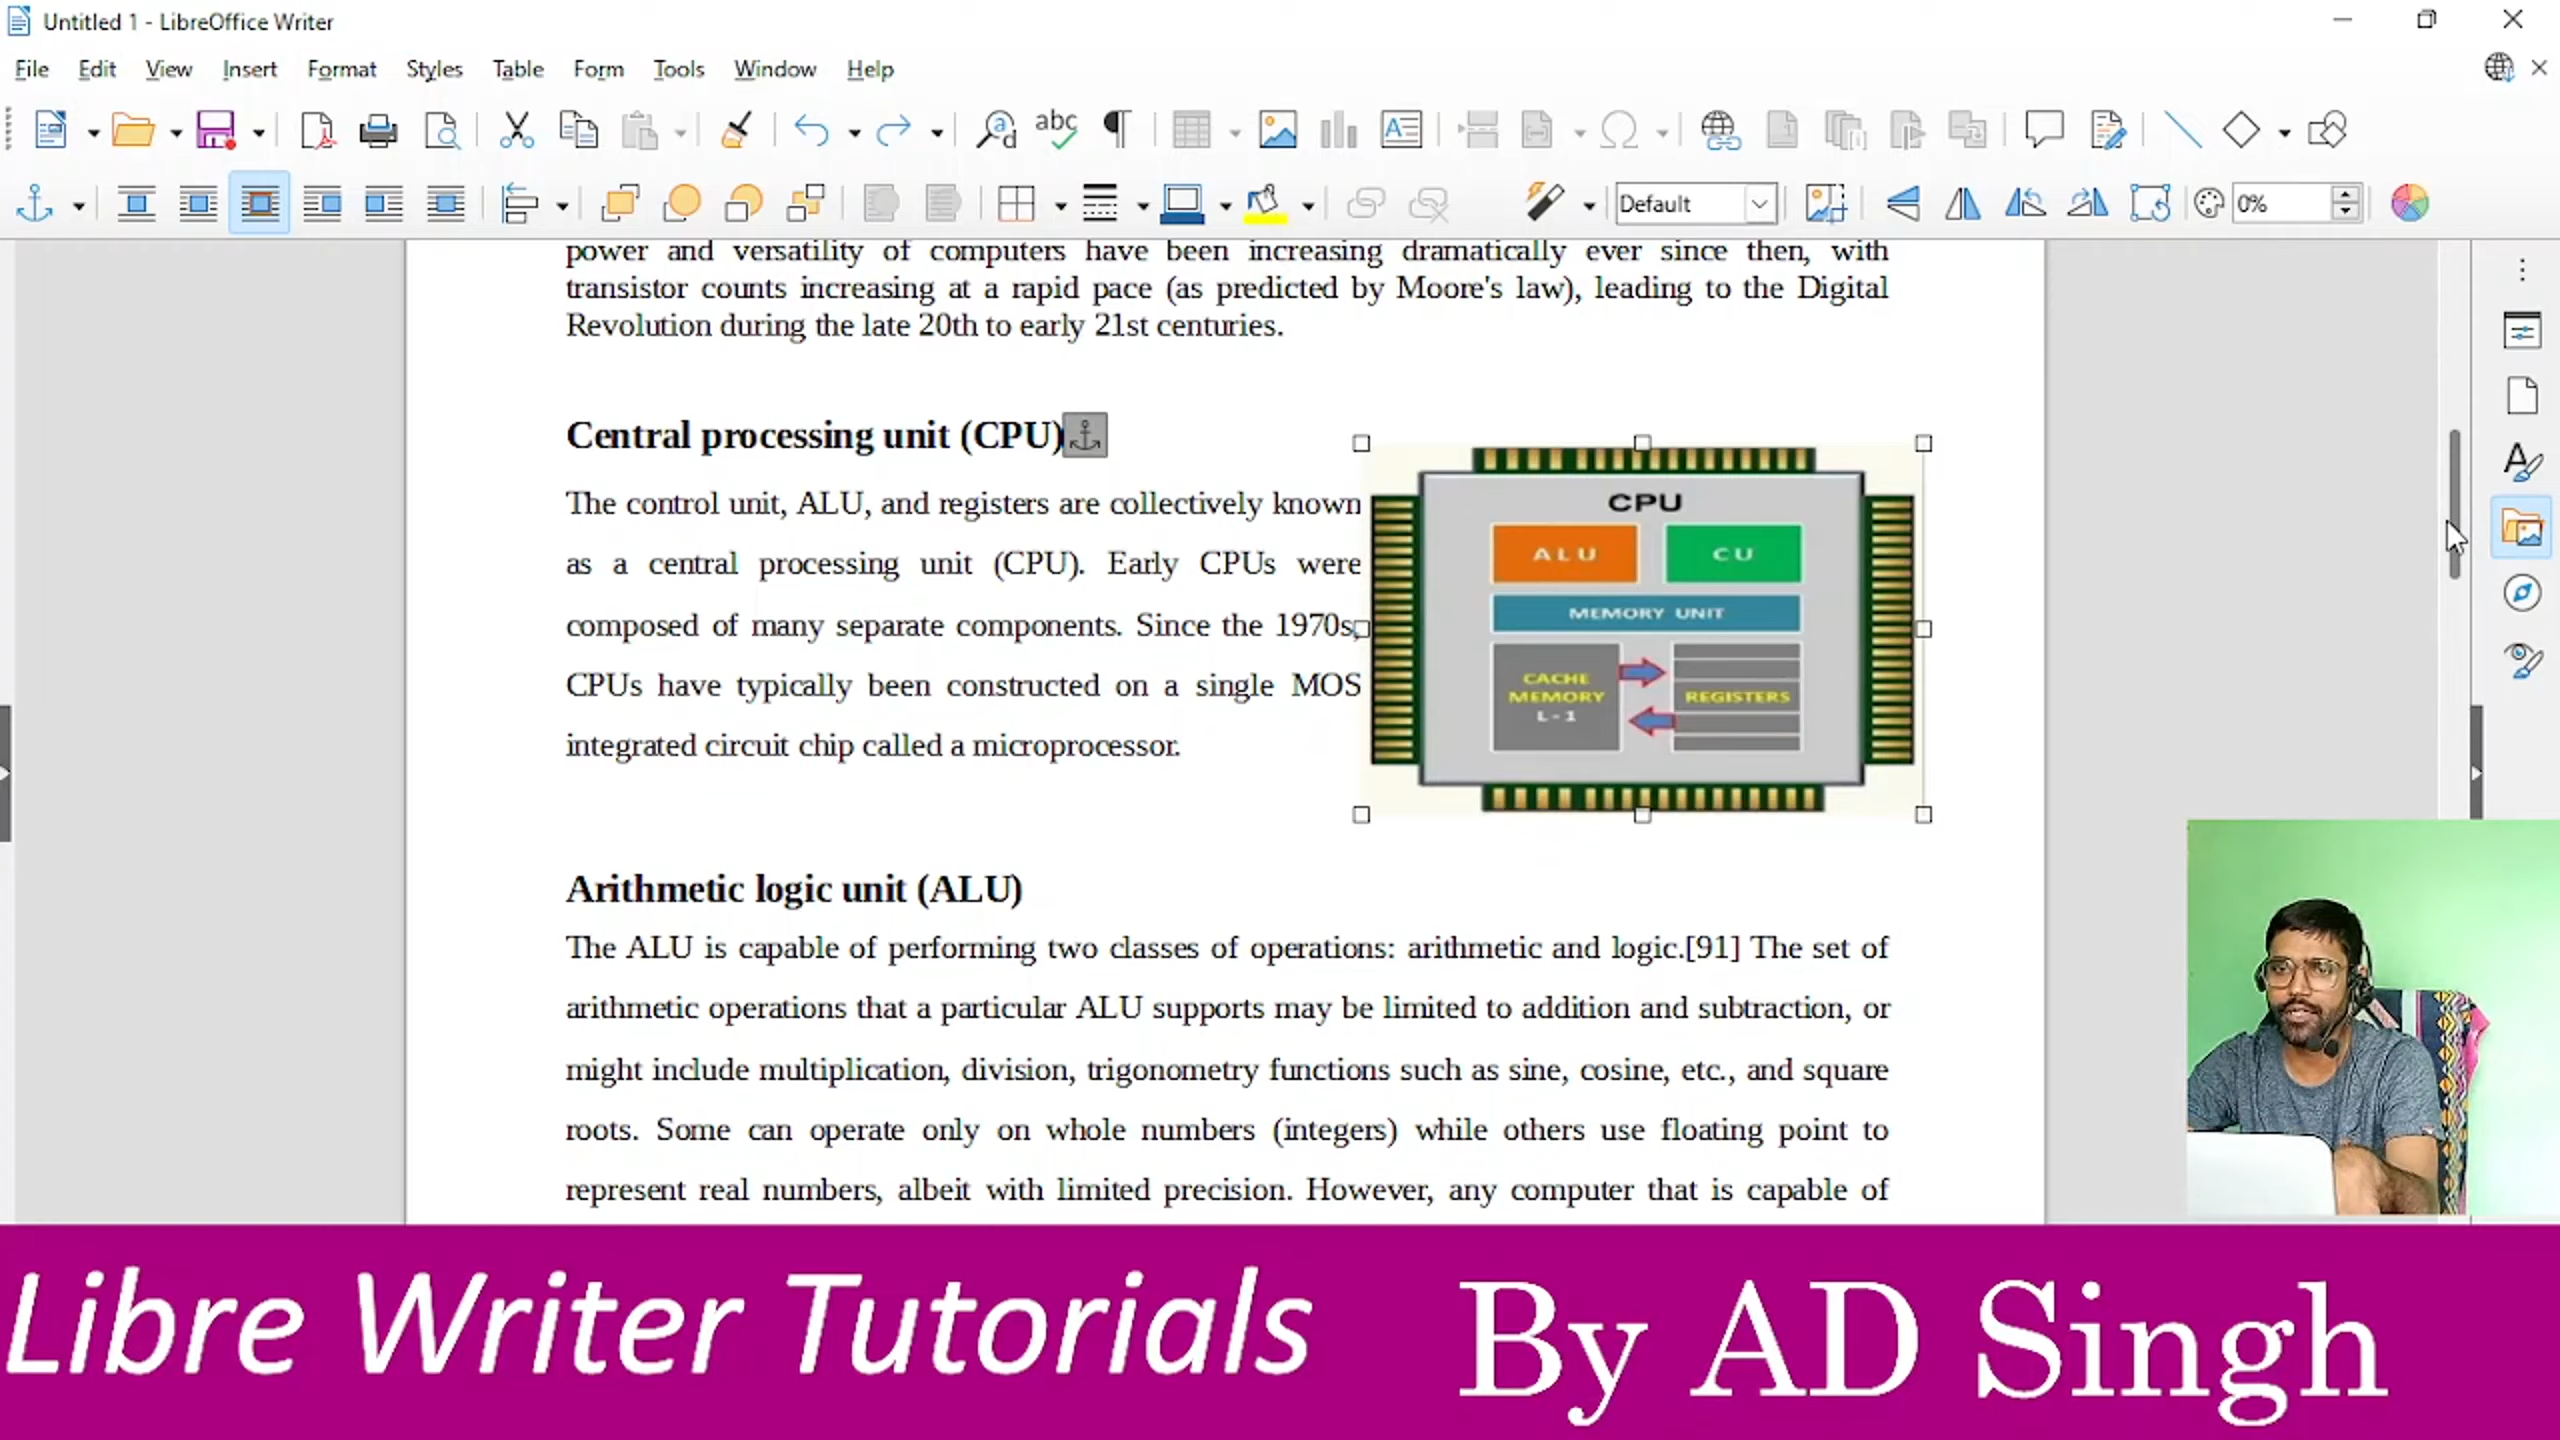 Untitled 1 - LibreOffice Writer
File Edit View Insert Format Styles Table Form Tools Window Help
Default
0%
power and versatility of computers have been increasing dramatically ever since then, with
transistor counts increasing at a rapid pace (as predicted by Moore's law), leading to the Digital
Revolution during the late 20th to early 21st centuries.
Central processing unit (CPU)
The control unit, ALU, and registers are collectively known
as a central processing unit (CPU). Early CPUs were
composed of many separate components. Since the 1970s,
CPUs have typically been constructed on a single MOS
integrated circuit chip called a microprocessor.
CPU
ALU
CU
MEMORY UNIT
CACHE
MEMORY
L-1
REGISTERS
Arithmetic logic unit (ALU)
The ALU is capable of performing two classes of operations: arithmetic and logic.[91] The set of
arithmetic operations that a particular ALU supports may be limited to addition and subtraction, or
might include multiplication, division, trigonometry functions such as sine, cosine, etc., and square
roots. Some can operate only on whole numbers (integers) while others use floating point to
represent real numbers, albeit with limited precision. However, any computer that is capable of
Libre Writer Tutorials By AD Singh